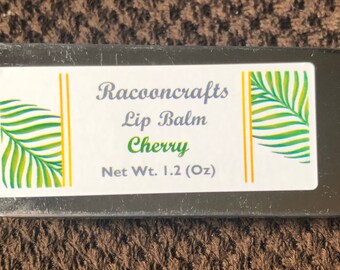 Racooncrafts
Lip Balm
Cherry
Net Wt. 1.2 (Oz)